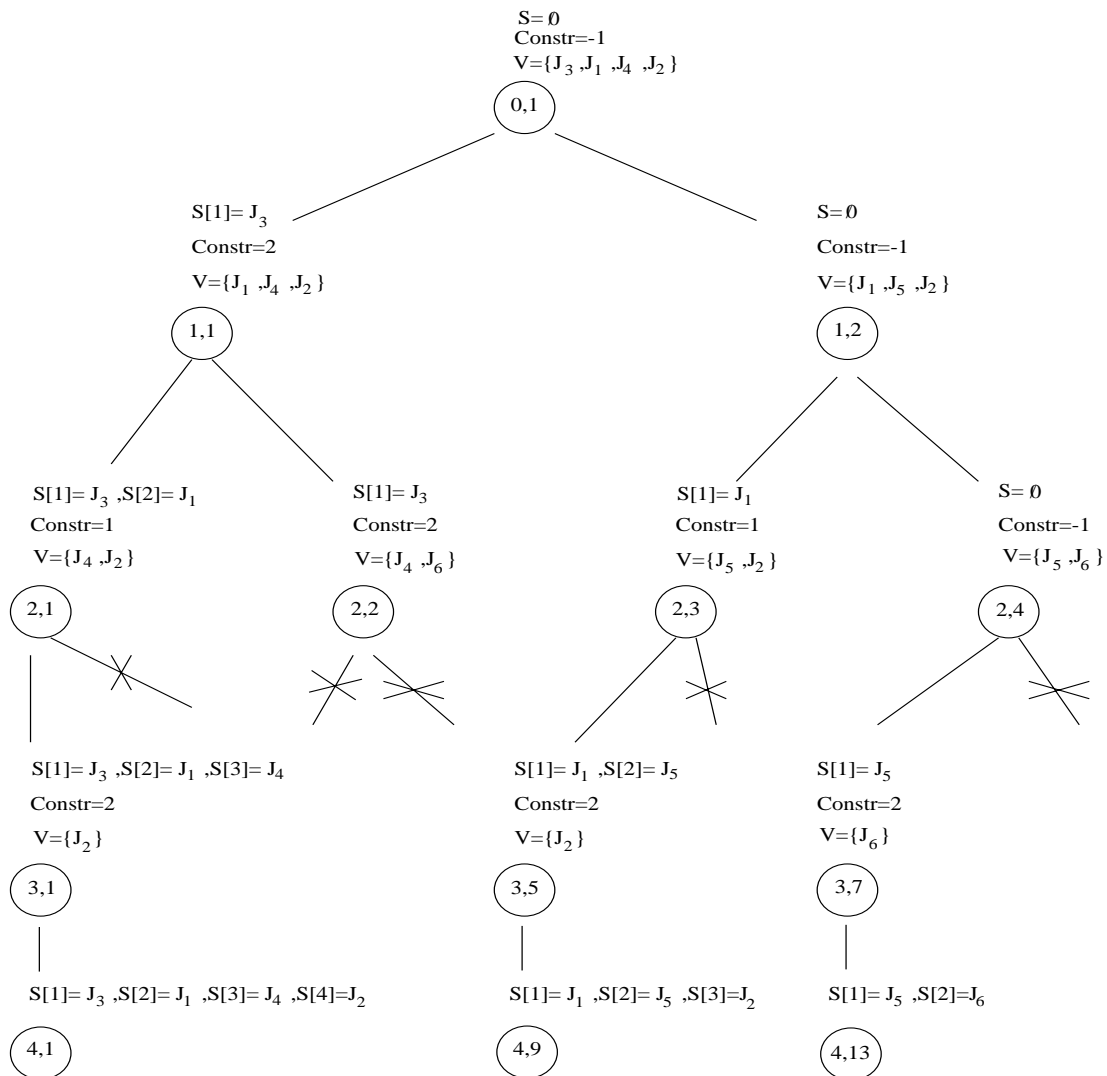 S=∅
Constr=-1
V={J₃ ,J₁ ,J₄ ,J₂ }
0,1
S[1]= J₃
Constr=2
V={J₁ ,J₄ ,J₂ }
1,1
S=∅
Constr=-1
V={J₁ ,J₅ ,J₂ }
1,2
S[1]= J₃ ,S[2]= J₁
Constr=1
V={J₄ ,J₂ }
2,1
S[1]= J₃
Constr=2
V={J₄ ,J₆ }
2,2
S[1]= J₁
Constr=1
V={J₅ ,J₂ }
2,3
S= ∅
Constr=-1
V={J₅ ,J₆ }
2,4
S[1]= J₃ ,S[2]= J₁ ,S[3]= J₄
Constr=2
V={J₂ }
3,1
S[1]= J₁ ,S[2]= J₅
Constr=2
V={J₂ }
3,5
S[1]= J₅
Constr=2
V={J₆ }
3,7
S[1]= J₃ ,S[2]= J₁ ,S[3]= J₄ ,S[4]=J₂
4,1
S[1]= J₁ ,S[2]= J₅ ,S[3]=J₂
4,9
S[1]= J₅ ,S[2]=J₆
4,13